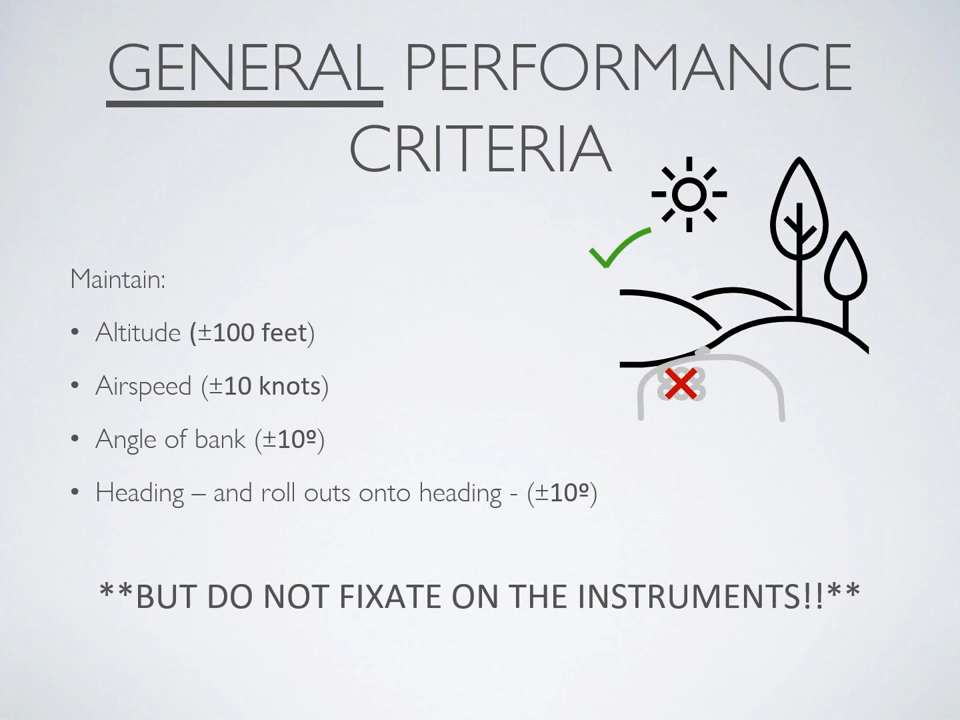 GENERAL PERFORMANCE
CRITERIA
Maintain:
• Altitude (±100 feet)
• Airspeed (±10 knots)
• Angle of bank (±10º)
• Heading – and roll outs onto heading - (±10º)
**BUT DO NOT FIXATE ON THE INSTRUMENTS!!**